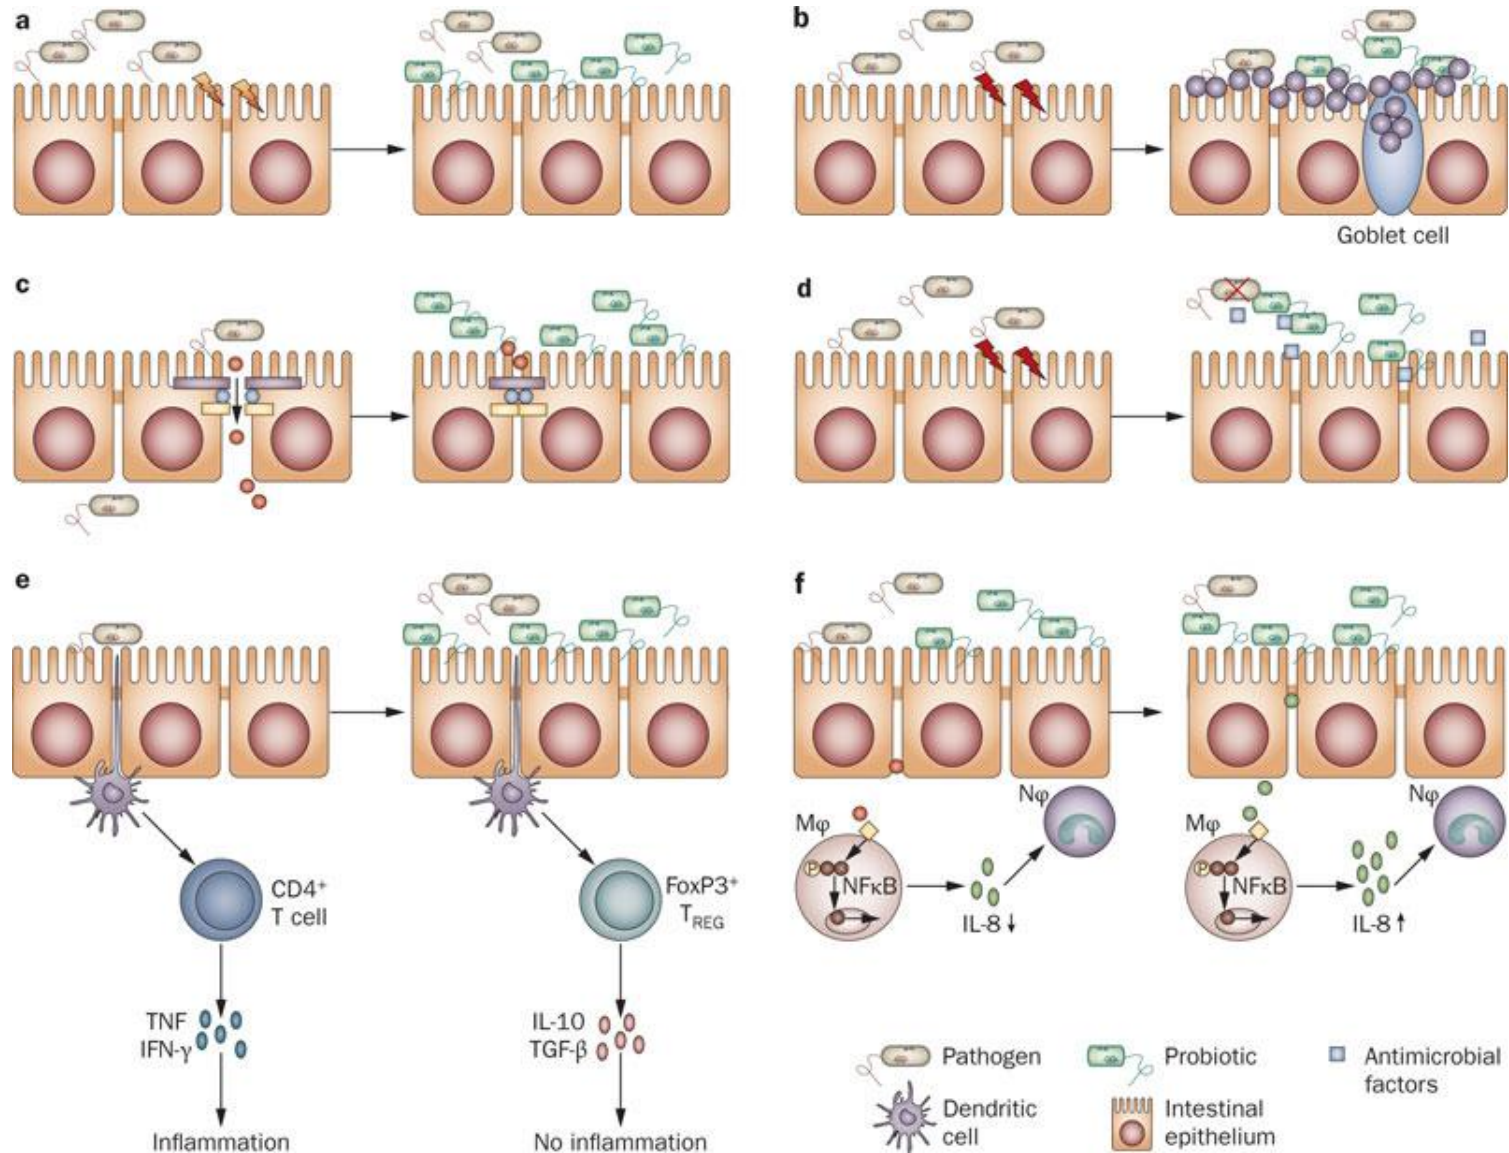 a
b
Goblet cell
c
d
e
CD4⁺
T cell
TNF
IFN-γ
Inflammation
FoxP3⁺
T_REG
IL-10
TGF-β
No inflammation
f
Mφ
P
NFκB
IL-8 ↓
Nφ
Mφ
P
NFκB
IL-8 ↑
Nφ
Pathogen
Probiotic
Antimicrobial
factors
Dendritic
cell
Intestinal
epithelium